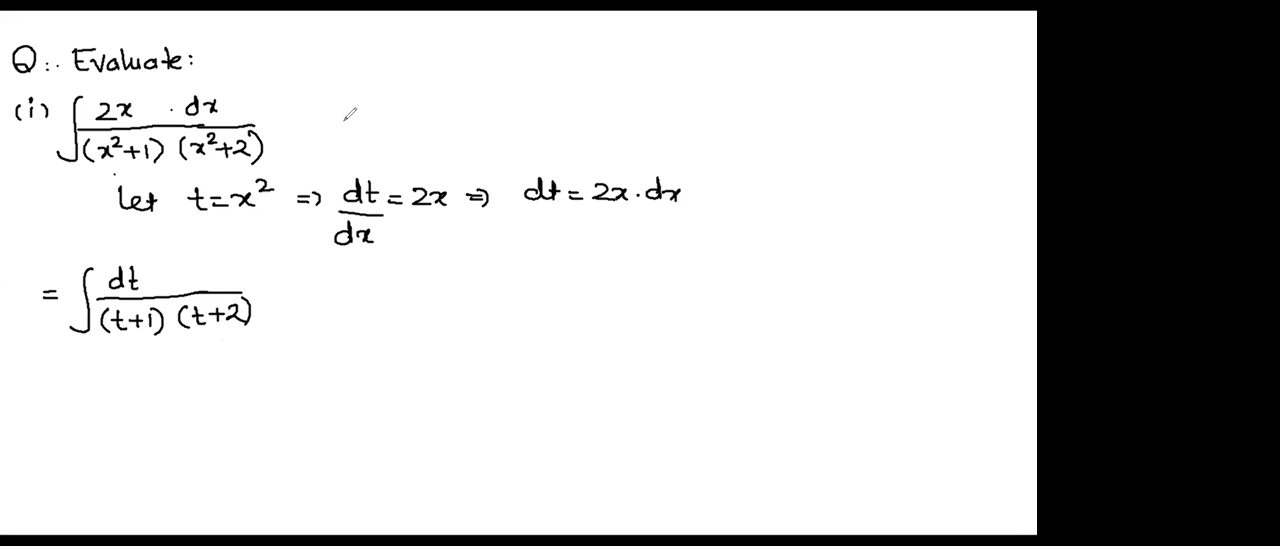 Q:. Evaluate:
(i) ∫ 2x . dx / (x²+1) (x²+2)
Let t=x² => dt/dx = 2x => dt = 2x.dx
= ∫ dt / (t+1) (t+2)